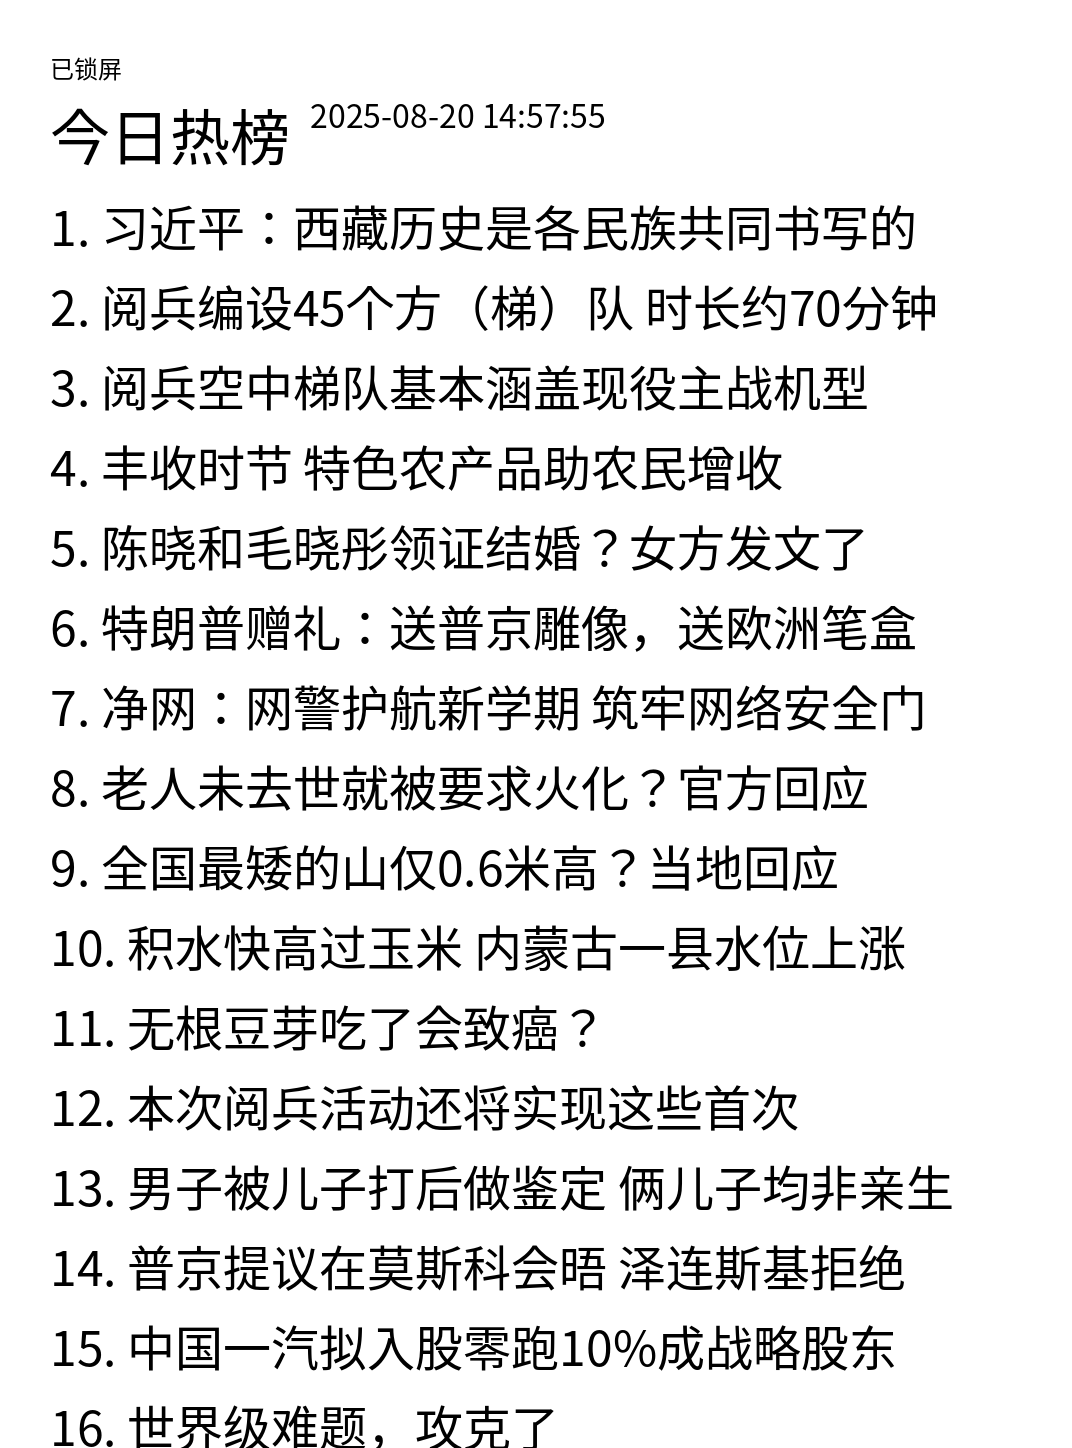 已锁屏
今日热榜 2025-08-20 14:57:55
1. 习近平：西藏历史是各民族共同书写的
2. 阅兵编设45个方（梯）队 时长约70分钟
3. 阅兵空中梯队基本涵盖现役主战机型
4. 丰收时节 特色农产品助农民增收
5. 陈晓和毛晓彤领证结婚？女方发文了
6. 特朗普赠礼：送普京雕像，送欧洲笔盒
7. 净网：网警护航新学期 筑牢网络安全门
8. 老人未去世就被要求火化？官方回应
9. 全国最矮的山仅0.6米高？当地回应
10. 积水快高过玉米 内蒙古一县水位上涨
11. 无根豆芽吃了会致癌？
12. 本次阅兵活动还将实现这些首次
13. 男子被儿子打后做鉴定 俩儿子均非亲生
14. 普京提议在莫斯科会晤 泽连斯基拒绝
15. 中国一汽拟入股零跑10%成战略股东
16. 世界级难题，攻克了